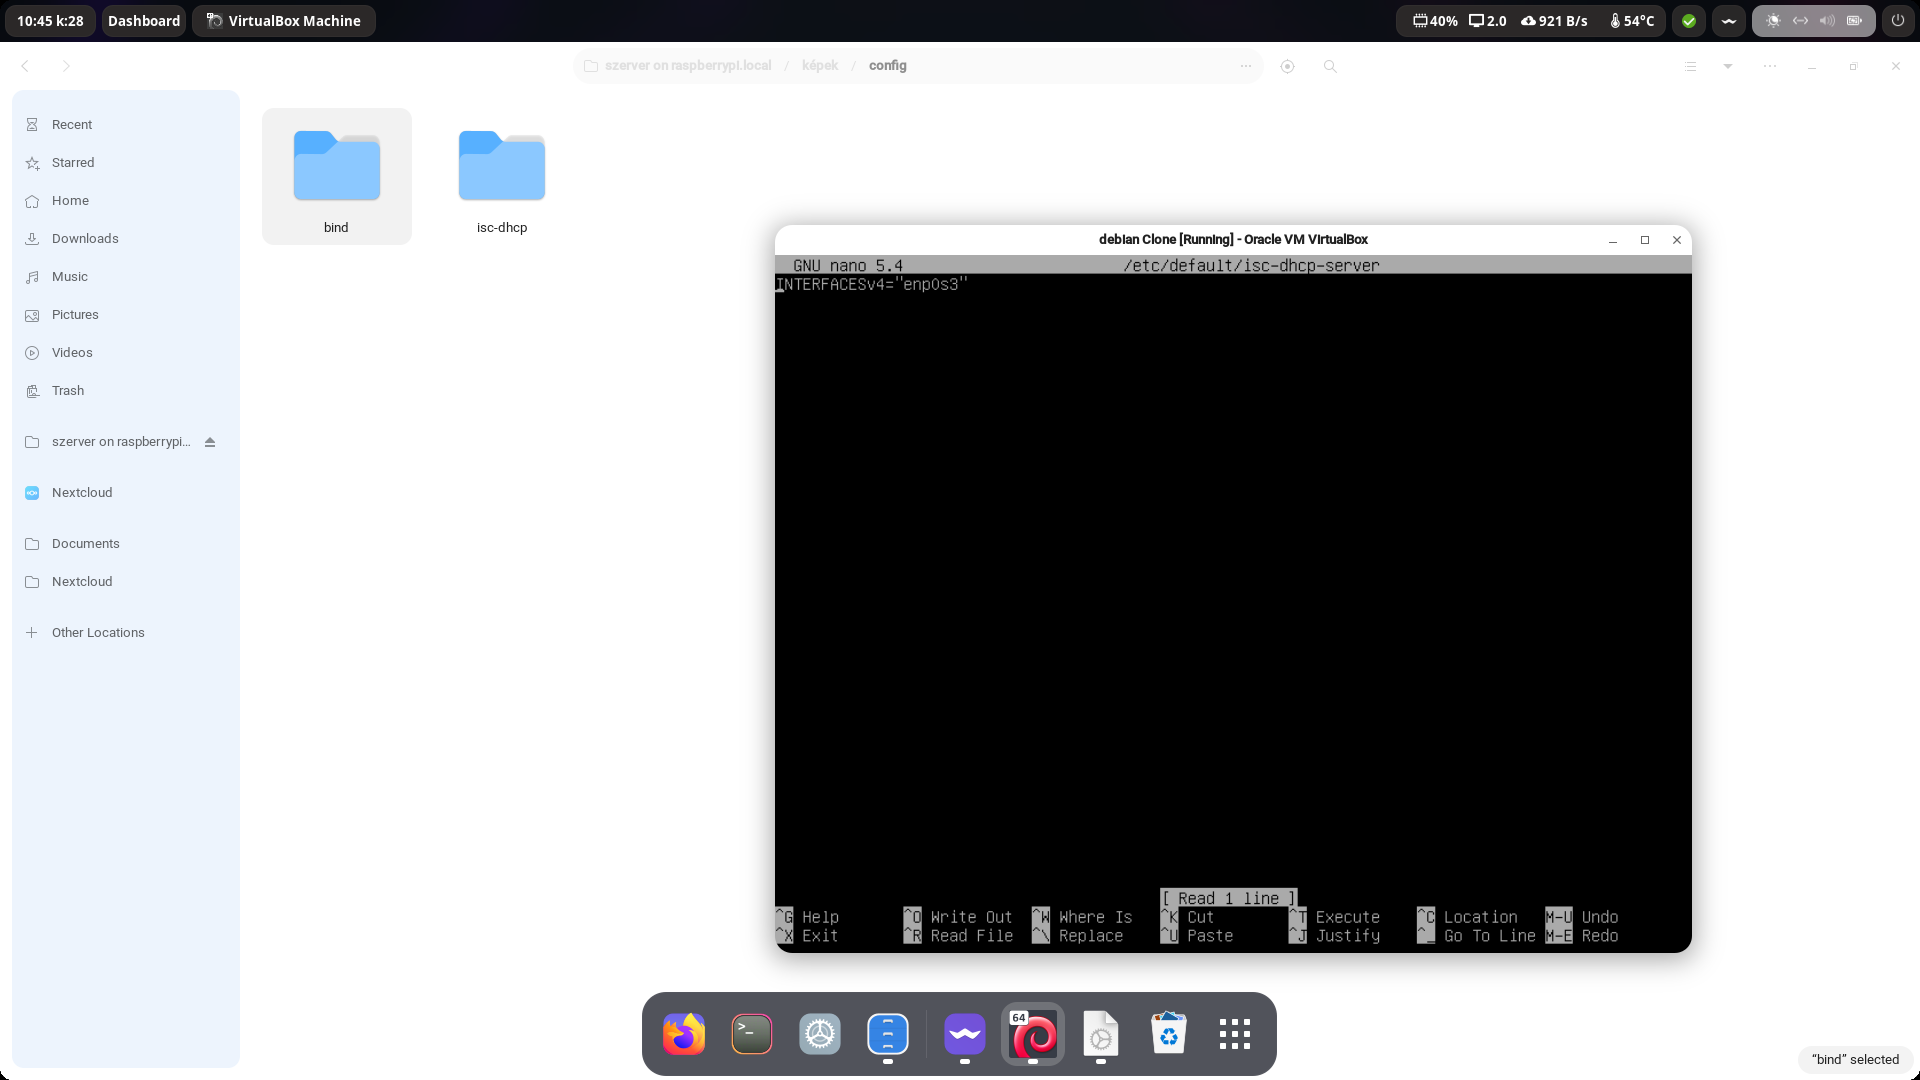 10:45 k:28
Dashboard
VirtualBox Machine
40%
2.0
921 B/s
54°C
szerver on raspberrypi.local / képek / config
Recent
Starred
Home
Downloads
Music
Pictures
Videos
Trash
szerver on raspberrypi...
Nextcloud
Documents
Nextcloud
Other Locations
bind
isc-dhcp
debian Clone [Running] - Oracle VM VirtualBox
GNU nano 5.4 /etc/default/isc-dhcp-server
INTERFACESv4="enp0s3"
[ Read 1 line ]
^G Help ^O Write Out ^W Where Is ^K Cut ^T Execute ^C Location M-U Undo
^X Exit ^R Read File ^\ Replace ^U Paste ^J Justify ^_ Go To Line M-E Redo
>_
64
“bind” selected